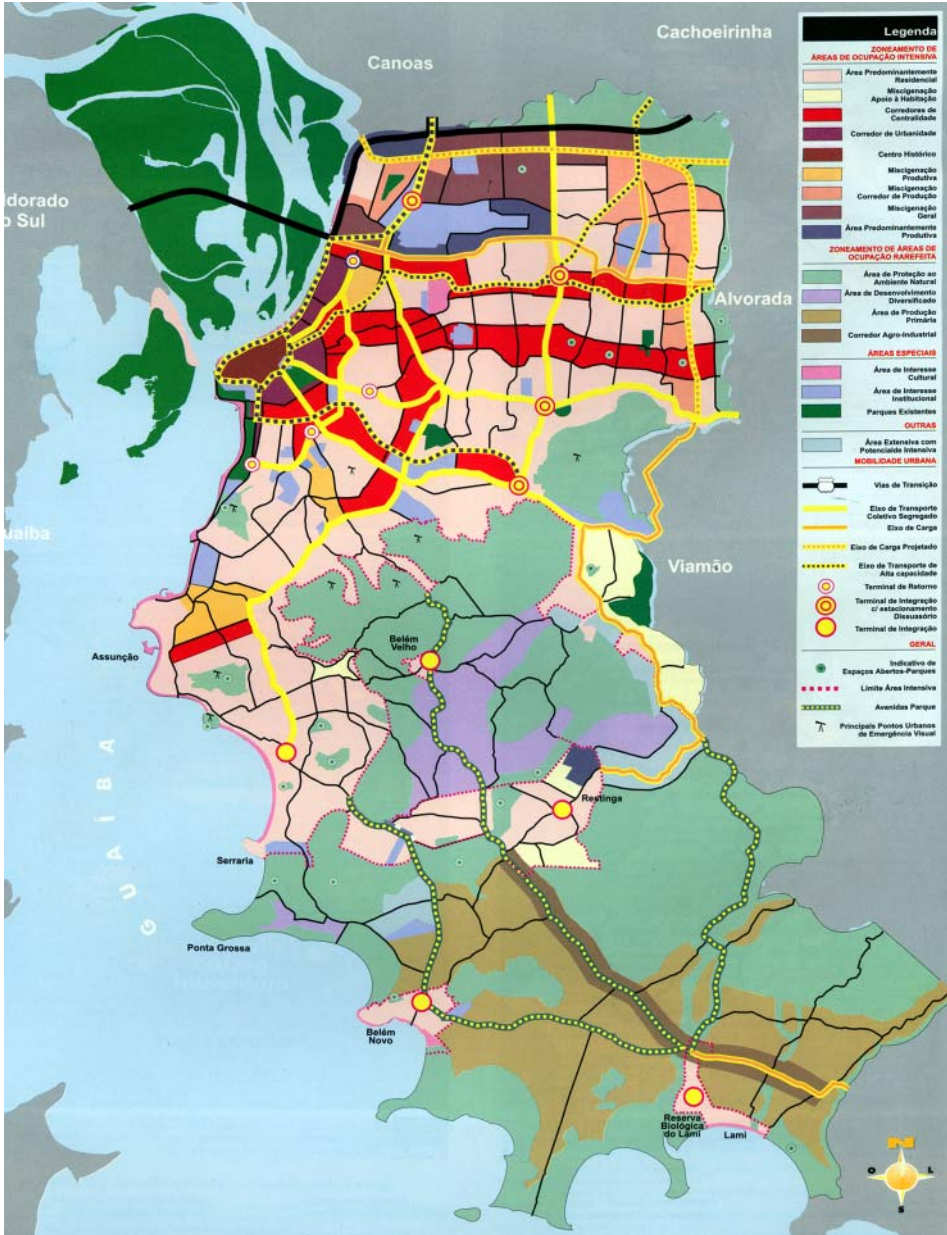 Cachoeirinha
Canoas
ldorado
o Sul
Alvorada
uaíba
Viamão
Assunção
Belém
Velho
GUAÍBA
Restinga
Serraria
Ponta Grossa
Belém
Novo
Reserva
Biológica
do Lami
Lami
N
O
L
S
Legenda
ZONEAMENTO DE
ÁREAS DE OCUPAÇÃO INTENSIVA
Área Predominantemente
Residencial
Miscigenação
Apoio à Habitação
Corredores de
Centralidade
Corredor de Urbanidade
Centro Histórico
Miscigenação
Produtiva
Miscigenação
Corredor de Produção
Miscigenação
Geral
Área Predominantemente
Produtiva
ZONEAMENTO DE ÁREAS DE
OCUPAÇÃO RAREFEITA
Área de Proteção ao
Ambiente Natural
Área de Desenvolvimento
Diversificado
Área de Produção
Primária
Corredor Agro-Industrial
ÁREAS ESPECIAIS
Área de Interesse
Cultural
Área de Interesse
Institucional
Parques Existentes
OUTRAS
Área Extensiva com
Potencialde Intensiva
MOBILIDADE URBANA
Vias de Transição
Eixo de Transporte
Coletivo Segregado
Eixo de Carga
Eixo de Carga Projetado
Eixo de Transporte de
Alta capacidade
Terminal de Retorno
Terminal de Integração
c/ estacionamento
Dissussório
Terminal de Integração
GERAL
Indicativo de
Espaços Abertos-Parques
Limite Área Intensiva
Avenidas Parque
Principais Pontos Urbanos
de Emergência Visual